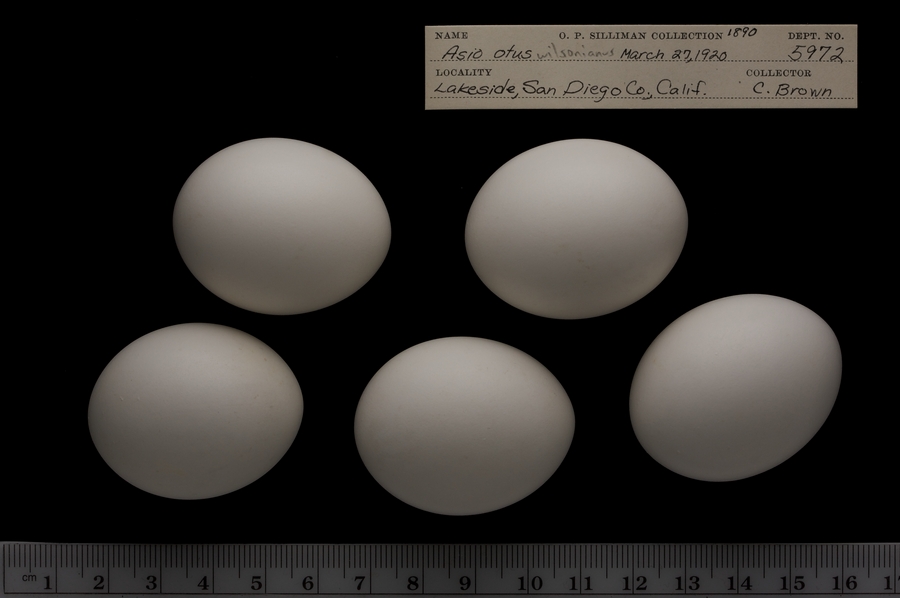 NAME O. P. SILLIMAN COLLECTION 1890 DEPT. NO.
Asio otus wilsonianus March 27, 1920 5972
LOCALITY COLLECTOR
Lakeside, San Diego Co., Calif. C. Brown
cm 1 2 3 4 5 6 7 8 9 10 11 12 13 14 15 16 1